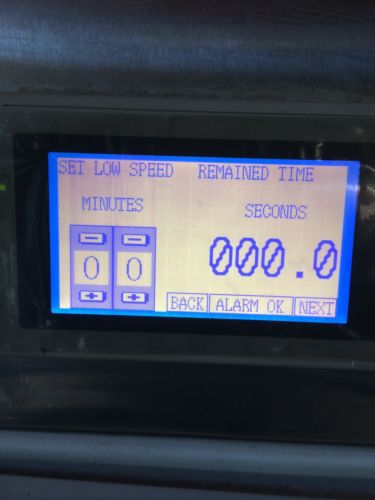 SET LOW SPEED REMAINED TIME
MINUTES SECONDS
0 0 000.0
BACK ALARM OK NEXT